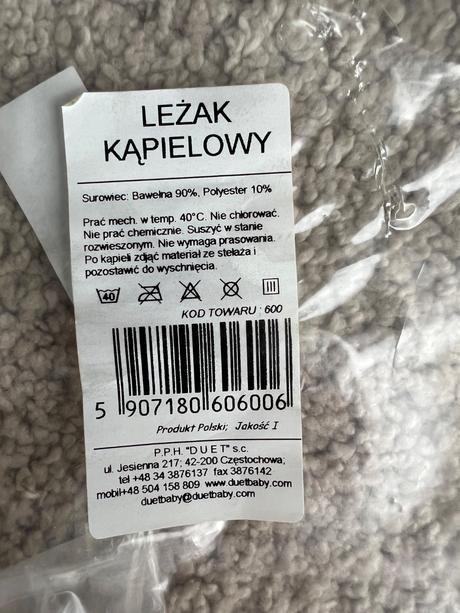 LEŻAK
KĄPIELOWY
Surowiec: Bawełna 90%, Polyester 10%
Prać mech. w temp. 40°C. Nie chlorować.
Nie prać chemicznie. Suszyć w stanie
rozwieszonym. Nie wymaga prasowania.
Po kąpieli zdjąć materiał ze stelaża i
pozostawić do wyschnięcia.
40
KOD TOWARU : 600
5 907180 606006
Produkt Polski; Jakość I
P.P.H. "D U E T" s.c.
ul. Jesienna 217; 42-200 Częstochowa;
tel +48 34 3876137 fax 3876142
mobil+48 504 158 809 www.duetbaby.com
duetbaby@duetbaby.com